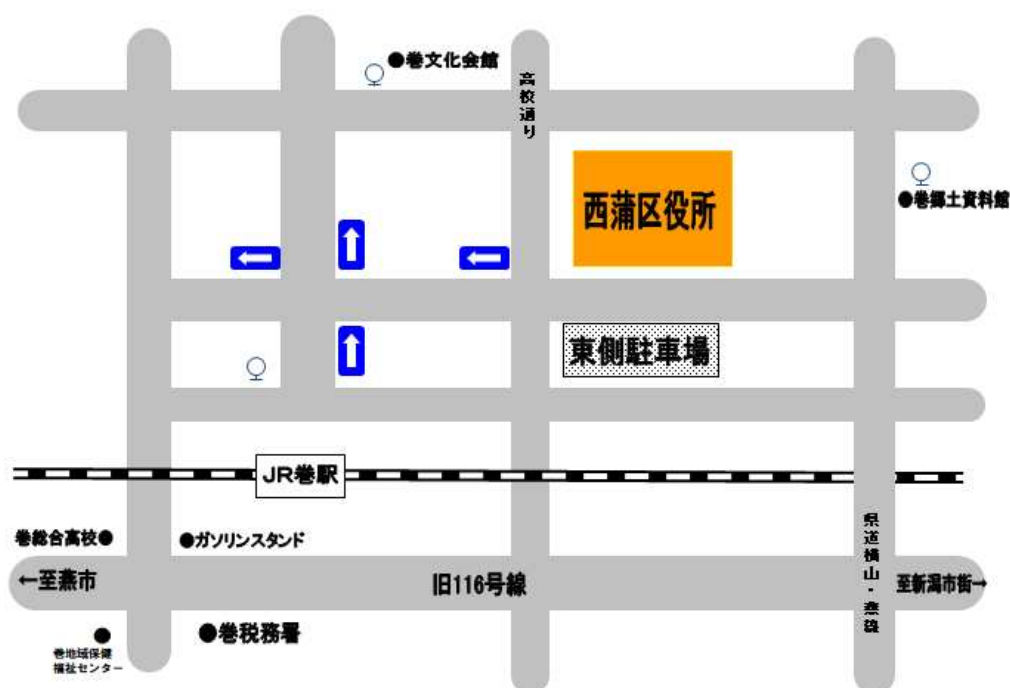 ●巻文化会館
高校通り
西蒲区役所
●巻郷土資料館
東側駐車場
JR巻駅
巻総合高校●
●ガソリンスタンド
県道横山・燕線
←至燕市
旧116号線
至新潟市街→
●巻税務署
巻地域保健
福祉センター